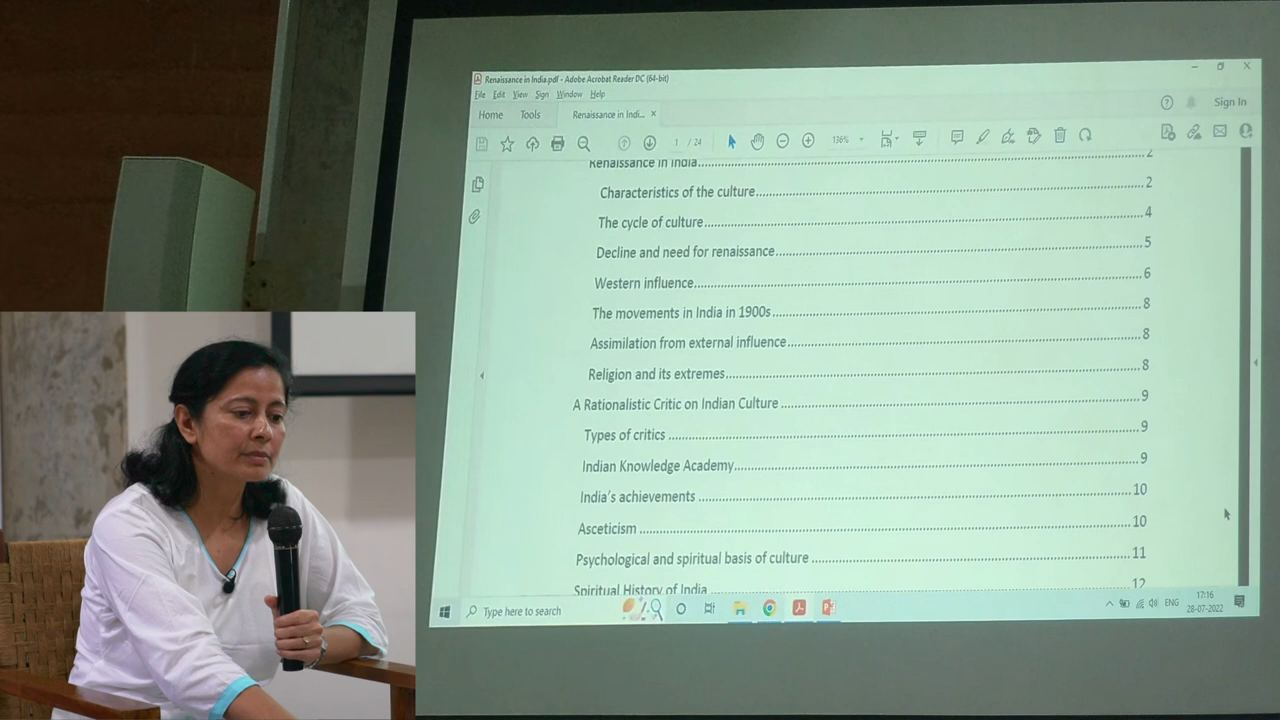 Renaissance in India.pdf - Adobe Acrobat Reader DC (64-bit)
File Edit View Sign Window Help
Home Tools Renaissance in Indi... × Sign In
1 / 24 136%
Renaissance in India 2
Characteristics of the culture 2
The cycle of culture 4
Decline and need for renaissance 5
Western influence 6
The movements in India in 1900s 8
Assimilation from external influence 8
Religion and its extremes 8
A Rationalistic Critic on Indian Culture 9
Types of critics 9
Indian Knowledge Academy 9
India's achievements 10
Asceticism 10
Psychological and spiritual basis of culture 11
Spiritual History of India 12
Type here to search ENG 17:16
28-07-2022